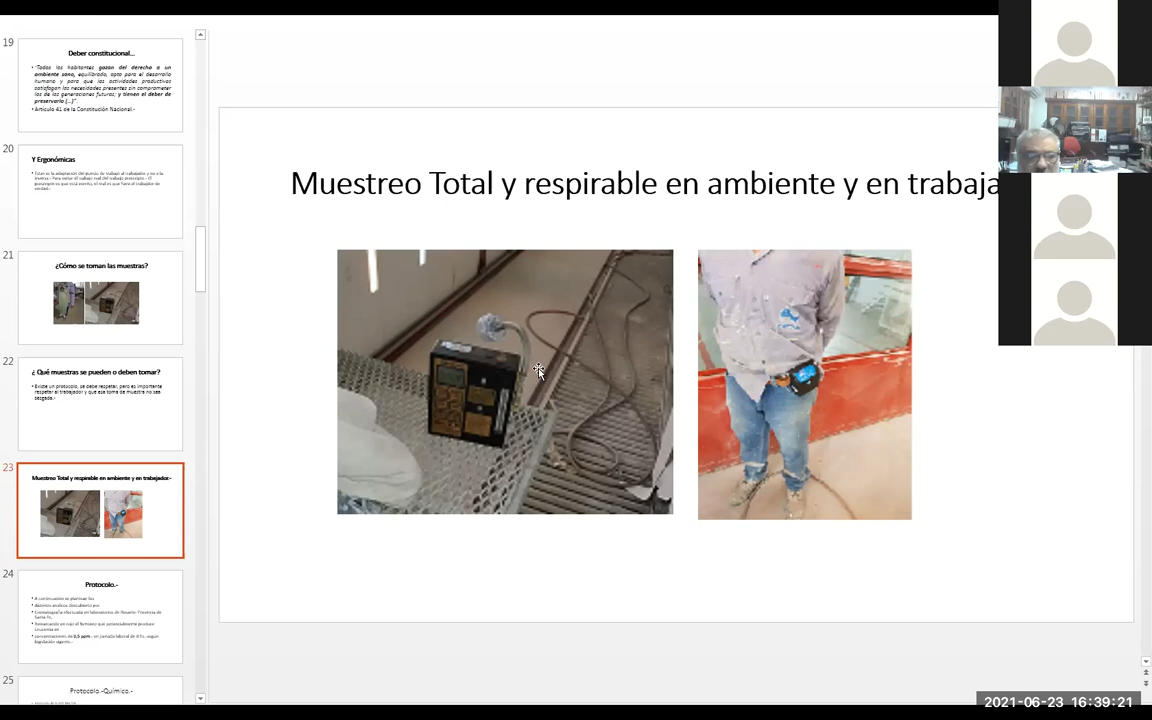 19
Deber constitucional...
• "Todos los habitantes gozan del derecho a un
ambiente sano, equilibrado, apto para el desarrollo
humano y para que las actividades productivas
satisfagan las necesidades presentes sin comprometer
las de las generaciones futuras; y tienen el deber de
preservarlo (...)".
• Artículo 41 de la Constitución Nacional.-
20
Y Ergonómicas
21
¿Cómo se toman las muestras?
22
¿ Qué muestras se pueden o deben tomar?
• Existe un protocolo, se debe respetar, pero es importante
respetar al trabajador y que esa toma de muestra no sea
sesgada.-
23
Muestreo Total y respirable en ambiente y en trabajador.-
24
Protocolo.-
• A continuación se plantean los
25
Protocolo.-Químico.-
Muestreo Total y respirable en ambiente y en trabaja
2021-06-23 16:39:21